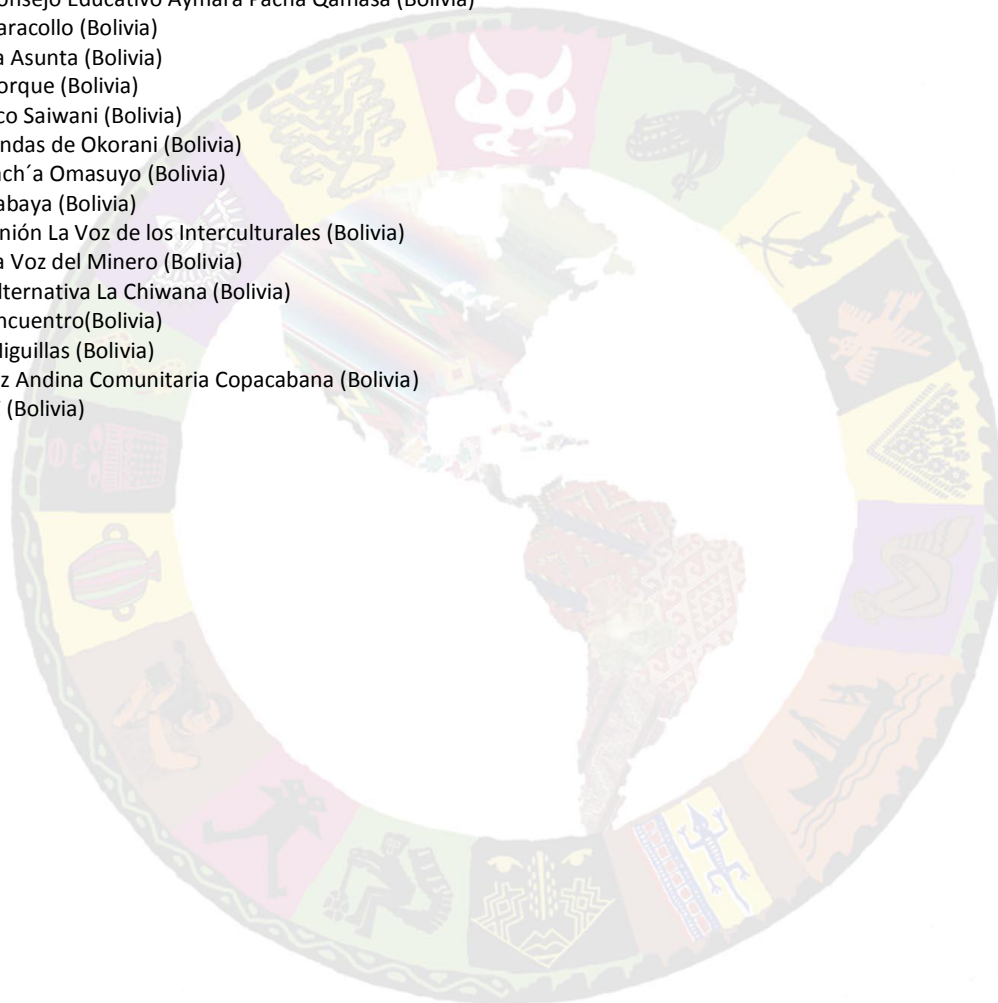 onsejo Educativo Aymara Pacha Qamasa (Bolivia)
aracollo (Bolivia)
a Asunta (Bolivia)
orque (Bolivia)
co Saiwani (Bolivia)
ndas de Okorani (Bolivia)
ach´a Omasuyo (Bolivia)
abaya (Bolivia)
nión La Voz de los Interculturales (Bolivia)
a Voz del Minero (Bolivia)
lternativa La Chiwana (Bolivia)
ncuentro(Bolivia)
iguillas (Bolivia)
z Andina Comunitaria Copacabana (Bolivia)
(Bolivia)